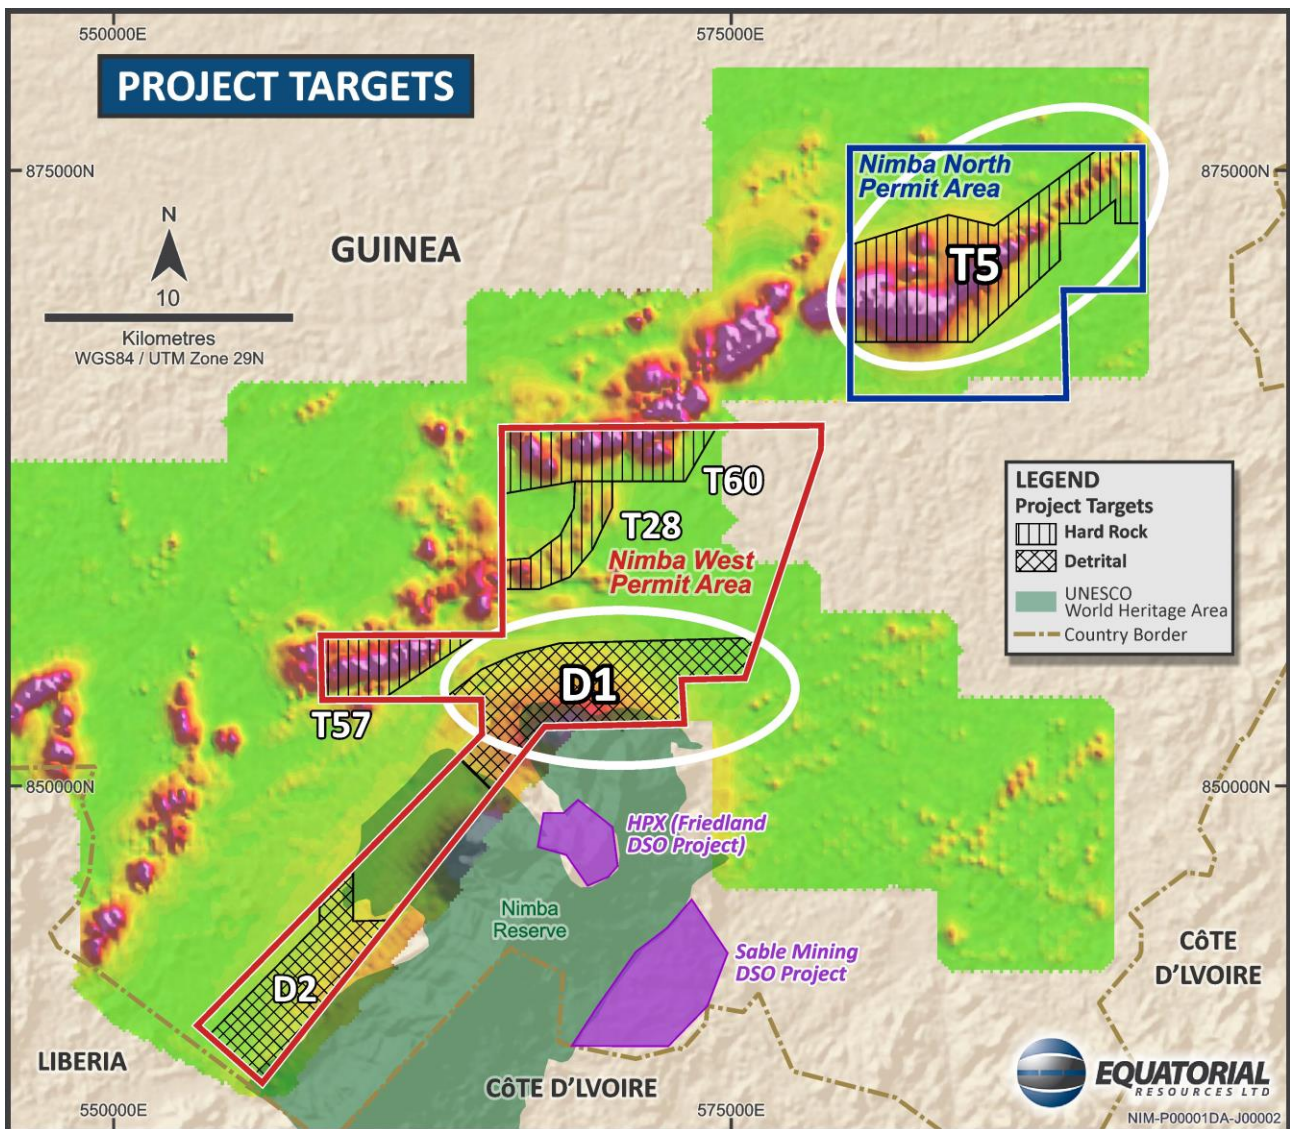 550000E
575000E
PROJECT TARGETS
875000N
Nimba North
Permit Area
875000N
N
GUINEA
T5
10
Kilometres
WGS84 / UTM Zone 29N
T60
LEGEND
Project Targets
Hard Rock
Detrital
UNESCO
World Heritage Area
Country Border
T28
Nimba West
Permit Area
D1
T57
850000N
850000N
HPX (Friedland
DSO Project)
Nimba
Reserve
Sable Mining
DSO Project
CôTE
D'LVOIRE
D2
LIBERIA
CôTE D'LVOIRE
EQUATORIAL
RESOURCES LTD
550000E
575000E
NIM-P00001DA-J00002